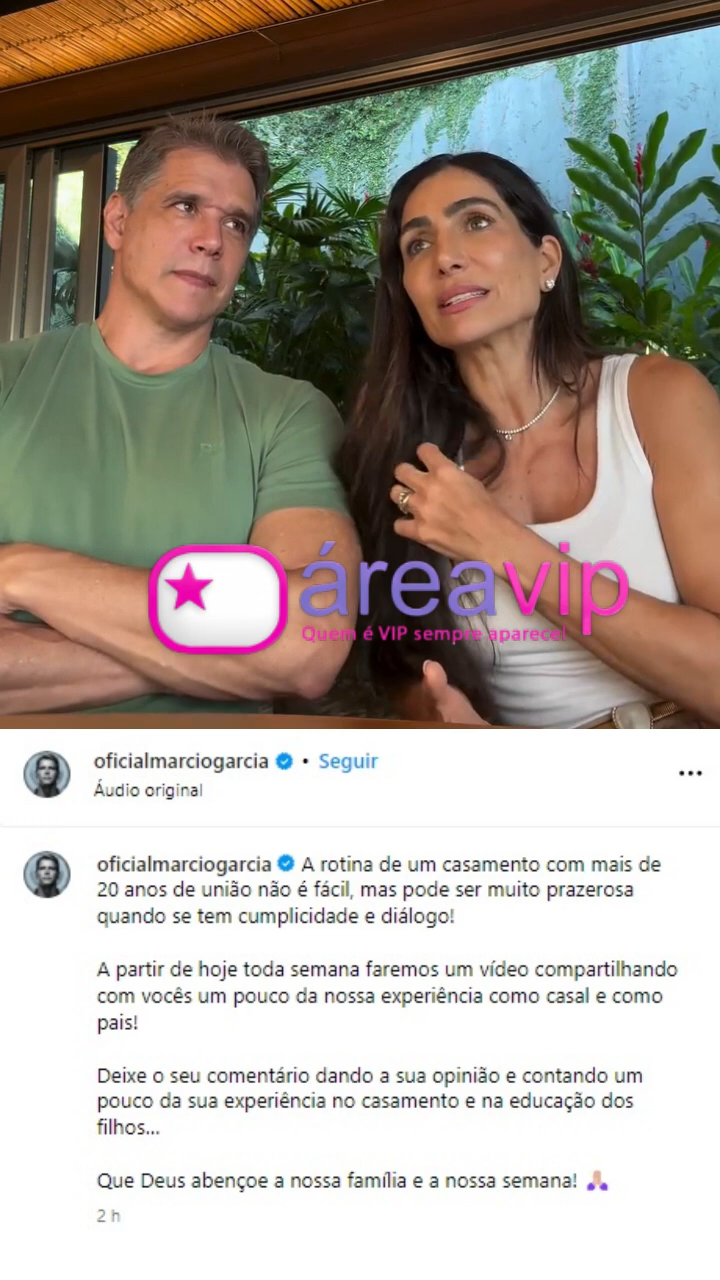 áreavip
Quem é VIP sempre aparece!
oficialmarciogarcia • Seguir
Áudio original
oficialmarciogarcia A rotina de um casamento com mais de
20 anos de união não é fácil, mas pode ser muito prazerosa
quando se tem cumplicidade e diálogo!
A partir de hoje toda semana faremos um vídeo compartilhando
com vocês um pouco da nossa experiência como casal e como
pais!
Deixe o seu comentário dando a sua opinião e contando um
pouco da sua experiência no casamento e na educação dos
filhos...
Que Deus abençoe a nossa família e a nossa semana! 🙏🏼
2 h